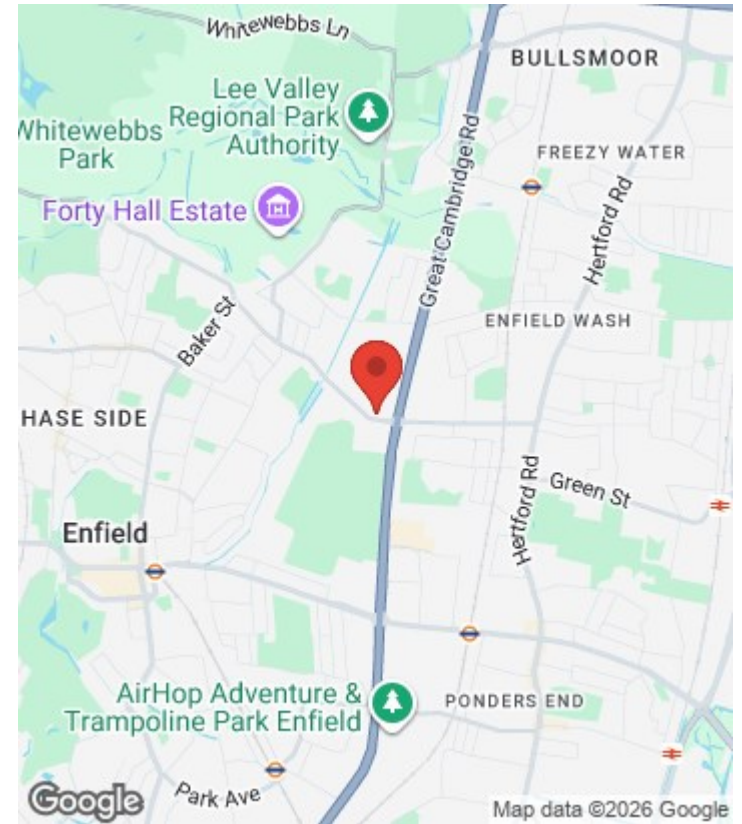 Whitewebbs Ln
BULLSMOOR
Lee Valley
Regional Park
Authority
Whitewebbs
Park
FREEZY WATER
Forty Hall Estate
Great Cambridge Rd
Hertford Rd
Baker St
ENFIELD WASH
HASE SIDE
Hertford Rd
Green St
Enfield
AirHop Adventure &
Trampoline Park Enfield
PONDERS END
Park Ave
Google
Map data ©2026 Google